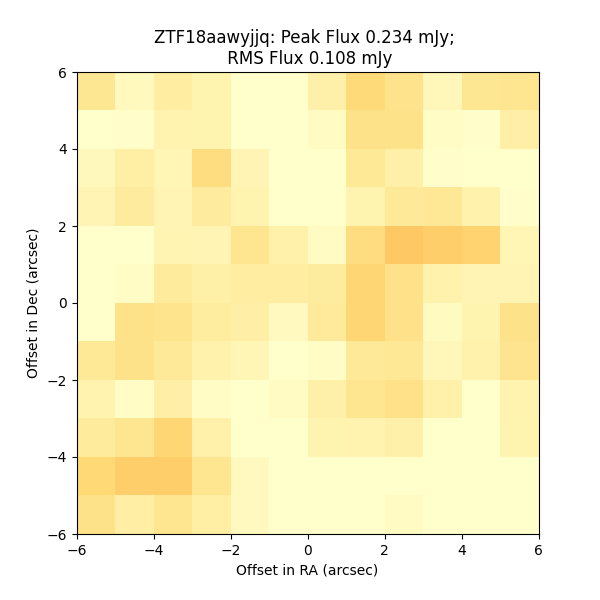 ZTF18aawyjjq: Peak Flux 0.234 mJy;
RMS Flux 0.108 mJy
6
4
2
0
−2
−4
−6
Offset in Dec (arcsec)
−6 −4 −2 0 2 4 6
Offset in RA (arcsec)